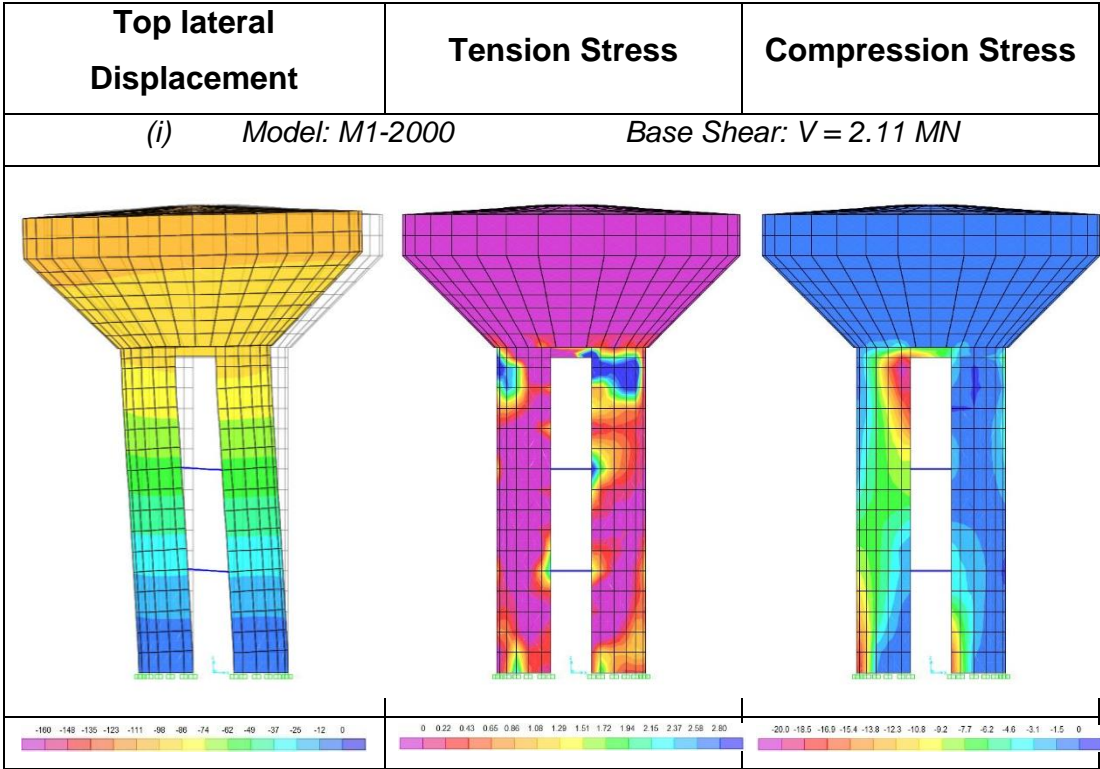 Top lateral
Displacement
Tension Stress
Compression Stress
(i) Model: M1-2000 Base Shear: V = 2.11 MN
-160 -148 -135 -123 -111 -98 -86 -74 -62 -49 -37 -25 -12 0
0 0.22 0.43 0.65 0.86 1.08 1.29 1.51 1.72 1.94 2.15 2.37 2.58 2.80
-20.0 -18.5 -16.9 -15.4 -13.8 -12.3 -10.8 -9.2 -7.7 -6.2 -4.6 -3.1 -1.5 0